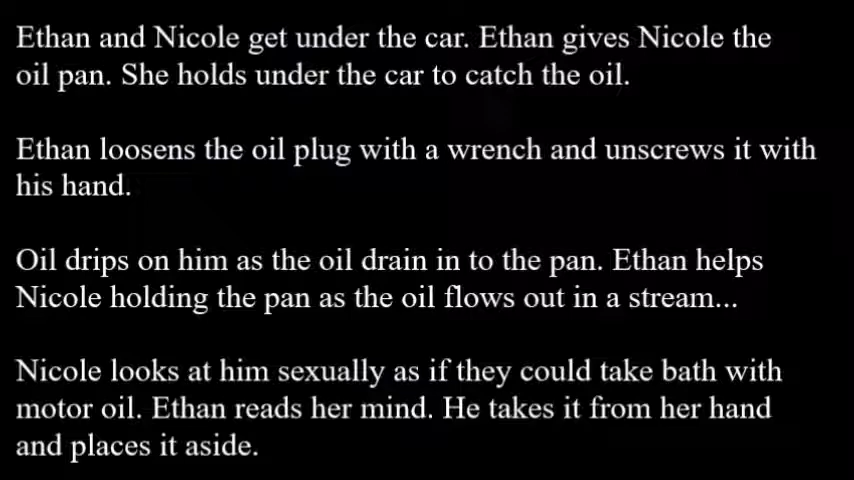 Ethan and Nicole get under the car. Ethan gives Nicole the
oil pan. She holds under the car to catch the oil.
Ethan loosens the oil plug with a wrench and unscrews it with
his hand.
Oil drips on him as the oil drain in to the pan. Ethan helps
Nicole holding the pan as the oil flows out in a stream...
Nicole looks at him sexually as if they could take bath with
motor oil. Ethan reads her mind. He takes it from her hand
and places it aside.